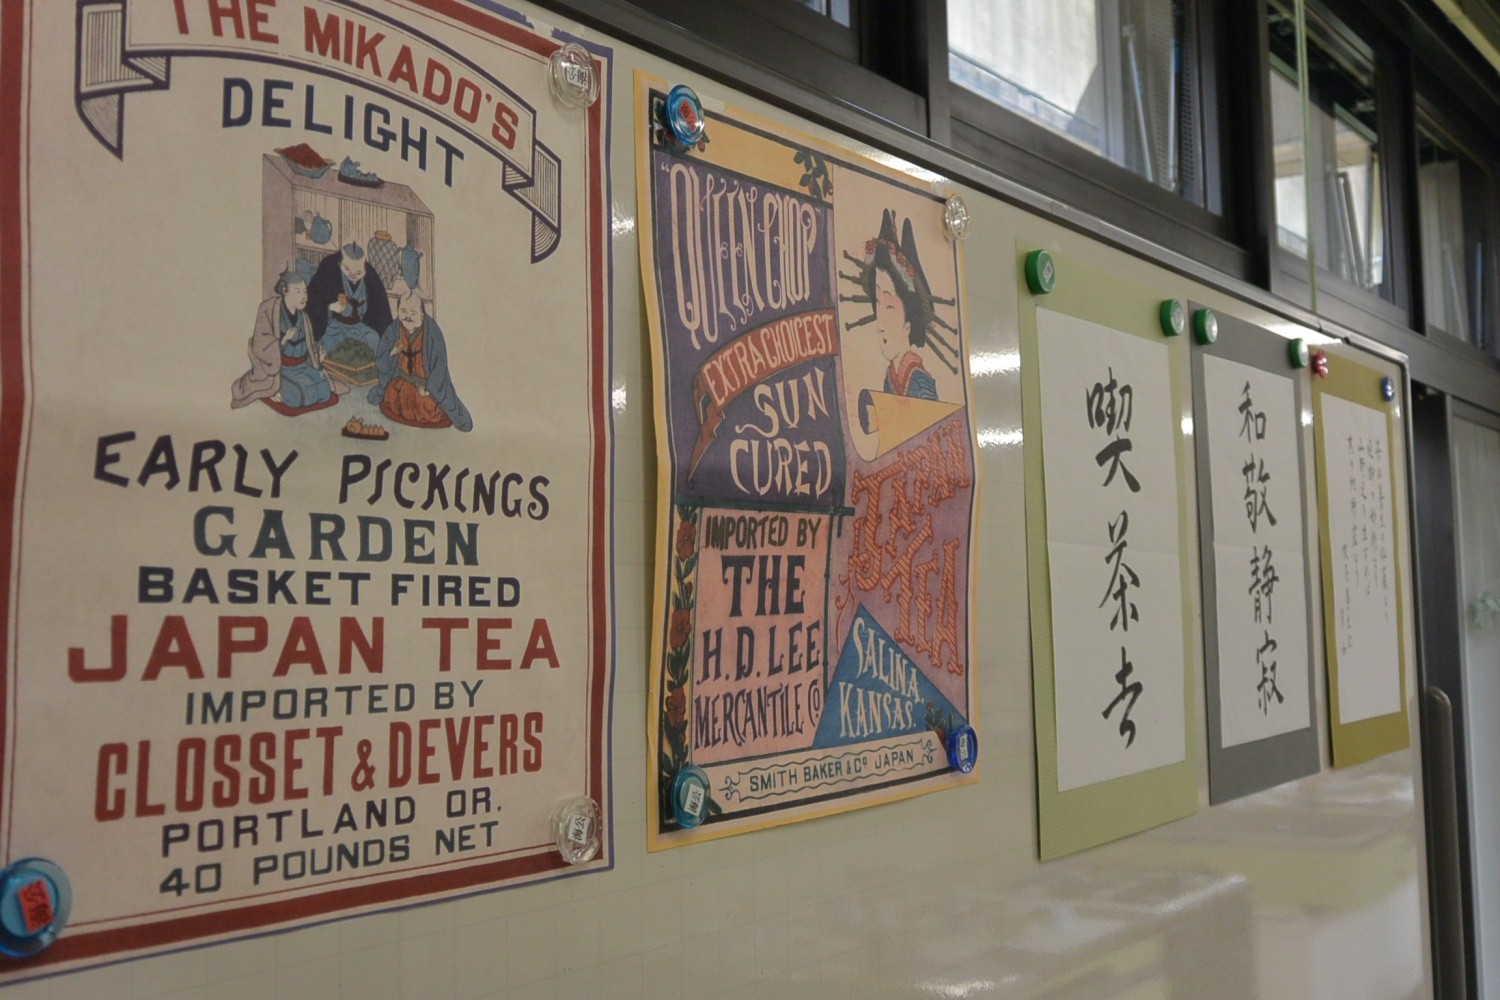 THE MIKADO'S
DELIGHT
EARLY PICKINGS
GARDEN
BASKET FIRED
JAPAN TEA
IMPORTED BY
CLOSSET & DEVERS
PORTLAND OR.
40 POUNDS NET
"QUEEN CHOP"
EXTRA CHOICEST
SUN
CURED
JAPAN
TEA
IMPORTED BY
THE
H.D. LEE
MERCANTILE CO
SALINA,
KANSAS.
SMITH BAKER & CO. JAPAN
喫茶去
和敬静寂